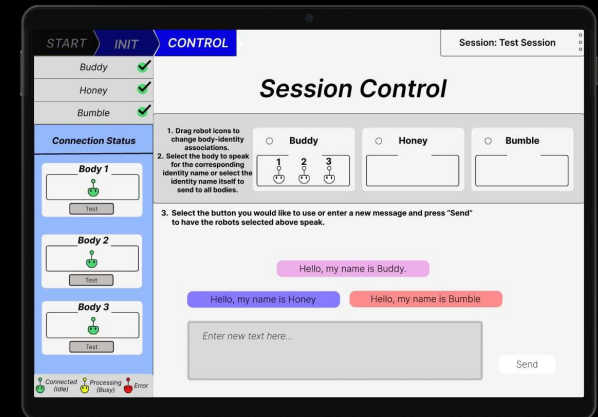 START
INIT
CONTROL
Session: Test Session
Buddy
Honey
Bumble
Session Control
Connection Status
Body 1
Test
Body 2
Test
Body 3
Test
Connected
(Idle)
Processing
(Busy)
Error
1. Drag robot icons to
change body-identity
associations.
2. Select the body to speak
for the corresponding
identity name or select the
identity name itself to
send to all bodies.
Buddy
1 2 3
Honey
Bumble
3. Select the button you would like to use or enter a new message and press "Send"
to have the robots selected above speak.
Hello, my name is Buddy.
Hello, my name is Honey
Hello, my name is Bumble
Enter new text here...
Send